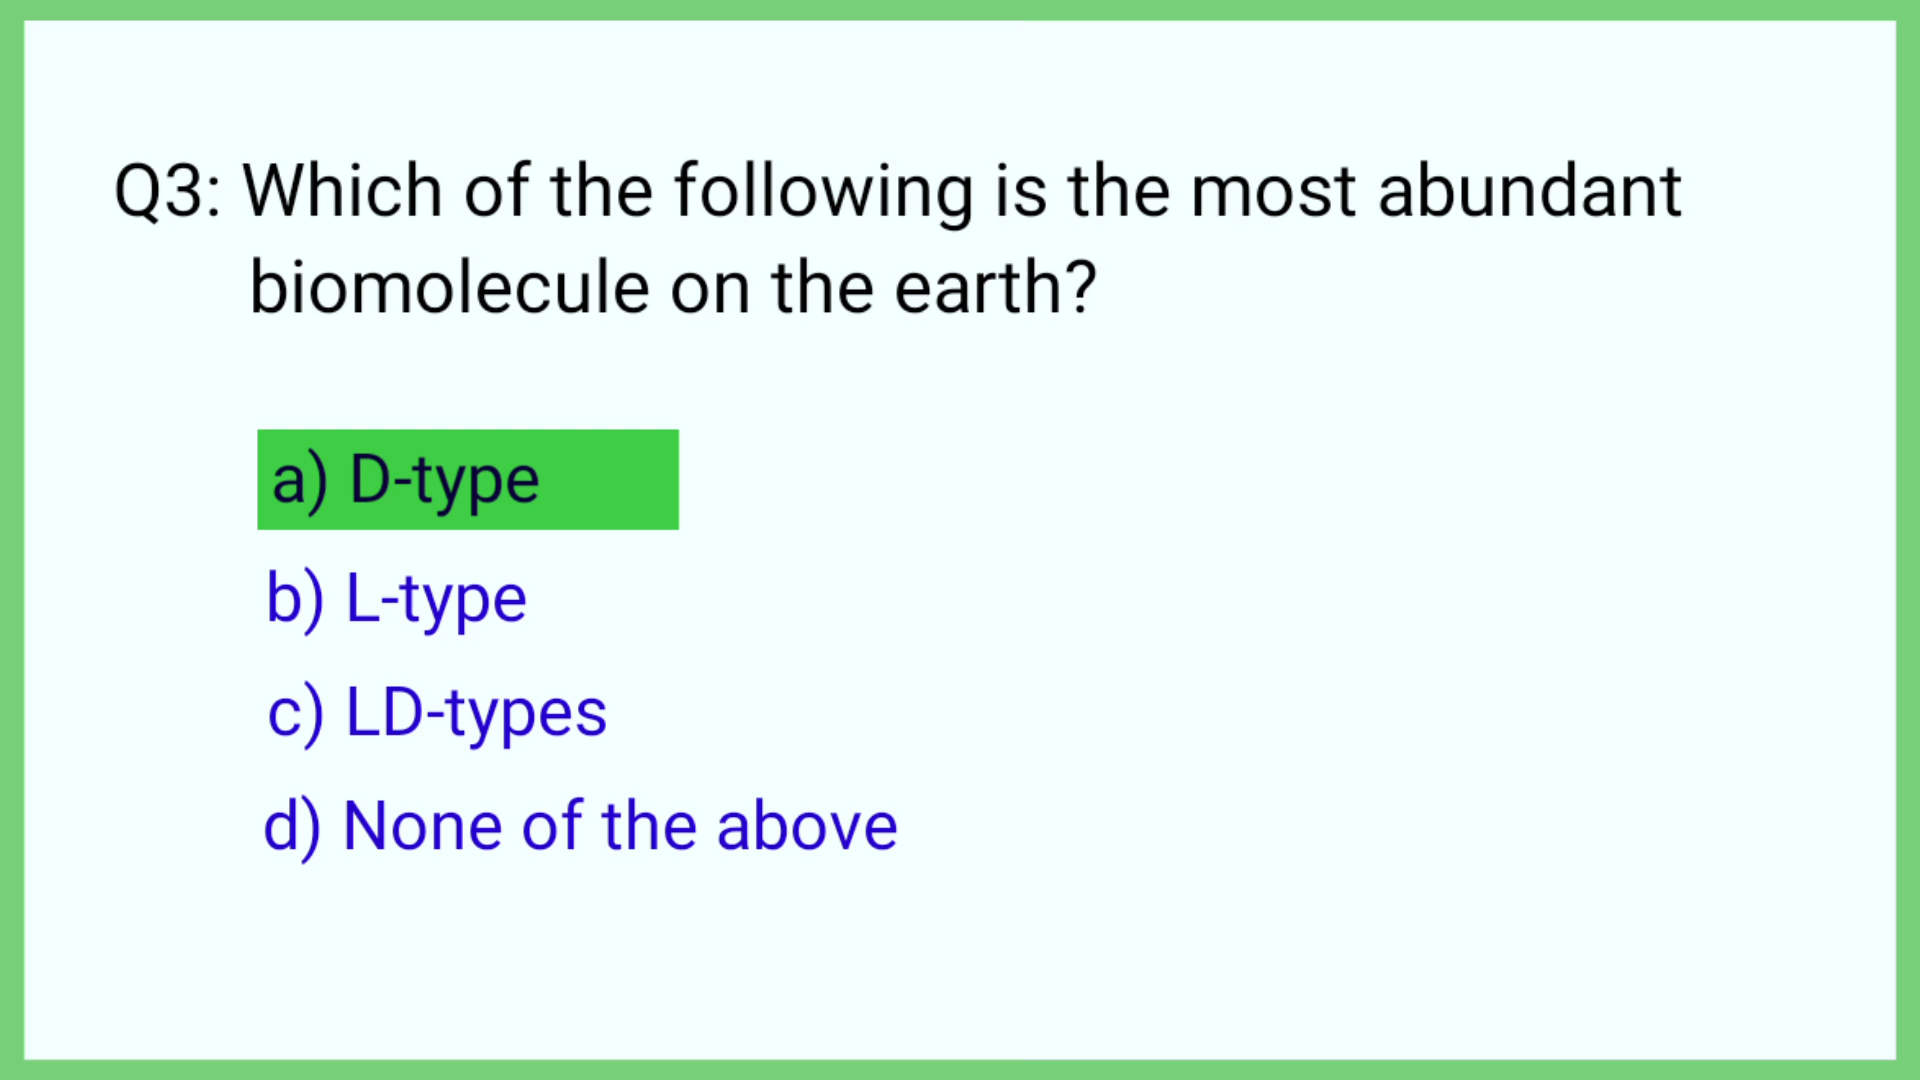 Q3: Which of the following is the most abundant
biomolecule on the earth?
a) D-type
b) L-type
c) LD-types
d) None of the above